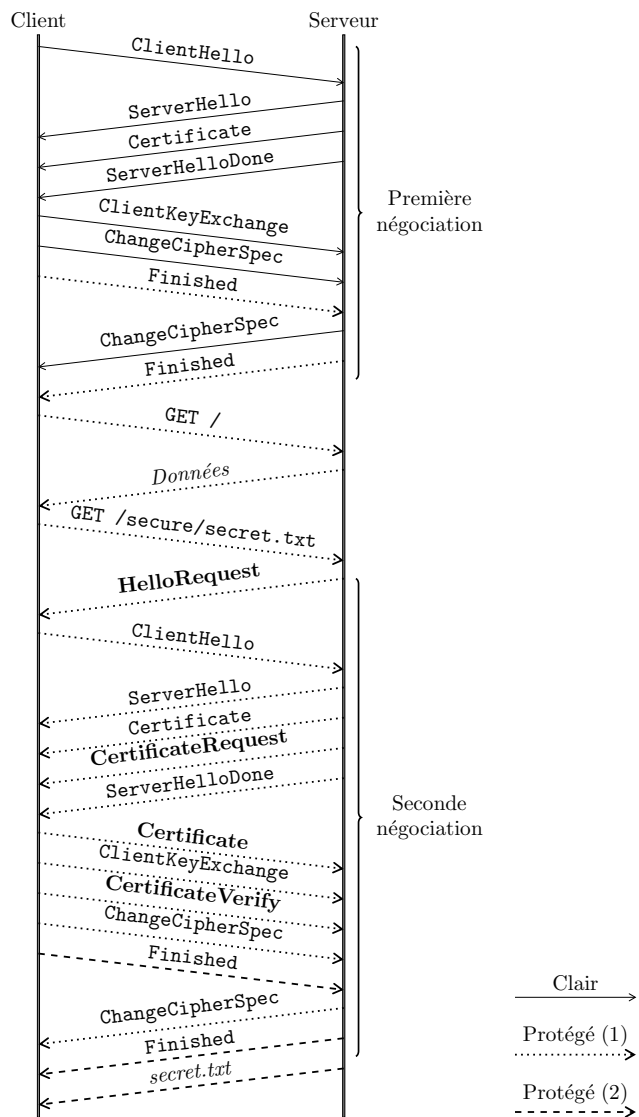 Client
Serveur
ClientHello
ServerHello
Certificate
ServerHelloDone
ClientKeyExchange
ChangeCipherSpec
Finished
Première
négociation
ChangeCipherSpec
Finished
GET /
Données
GET /secure/secret.txt
HelloRequest
ClientHello
ServerHello
Certificate
CertificateRequest
ServerHelloDone
Seconde
négociation
Certificate
ClientKeyExchange
CertificateVerify
ChangeCipherSpec
Finished
ChangeCipherSpec
Finished
secret.txt
Clair
Protégé (1)
Protégé (2)